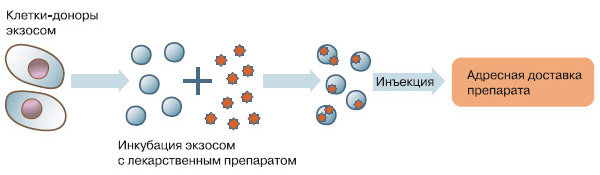 Клетки-доноры
экзосом
Инкубация экзосом
с лекарственным препаратом
Инъекция
Адресная доставка
препарата